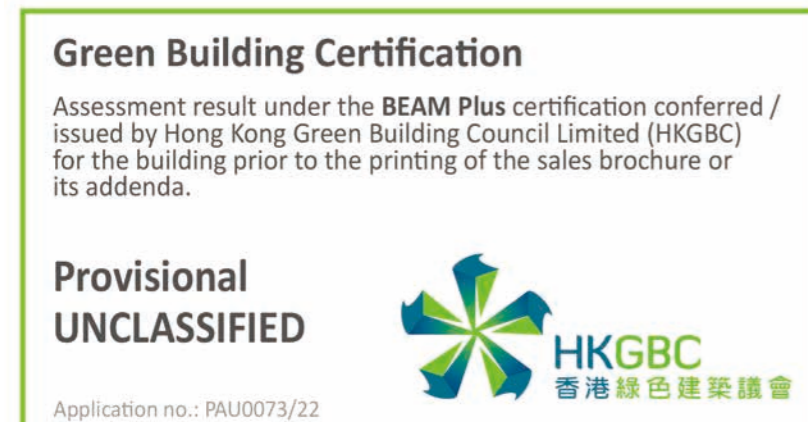 Green Building Certification
Assessment result under the BEAM Plus certification conferred /
issued by Hong Kong Green Building Council Limited (HKGBC)
for the building prior to the printing of the sales brochure or
its addenda.
Provisional
UNCLASSIFIED
HKGBC
香港綠色建築議會
Application no.: PAU0073/22